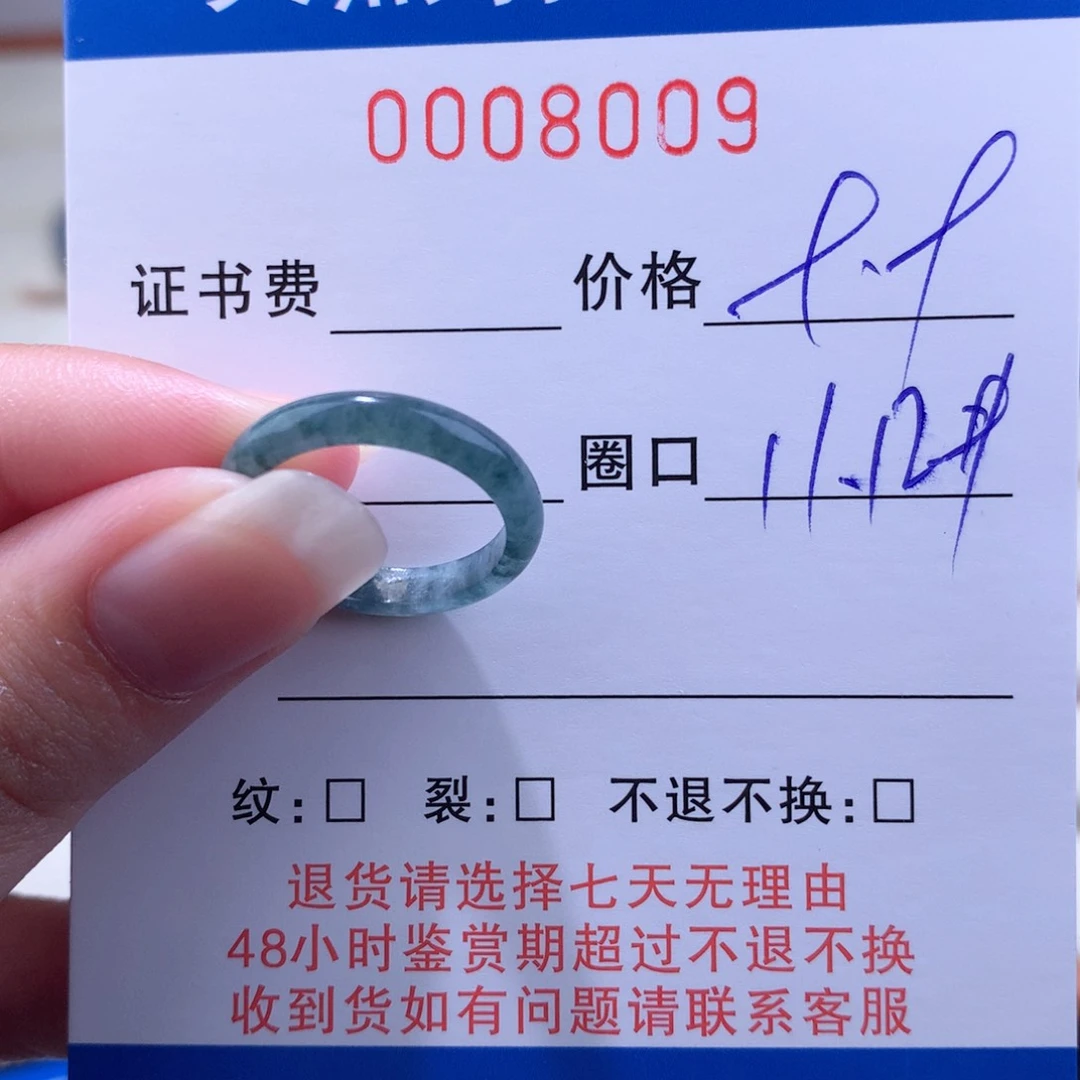 0008009
证书费 价格
圈口 11.12#
纹:□ 裂:□ 不退不换:□
退货请选择七天无理由
48小时鉴赏期超过不退不换
收到货如有问题请联系客服